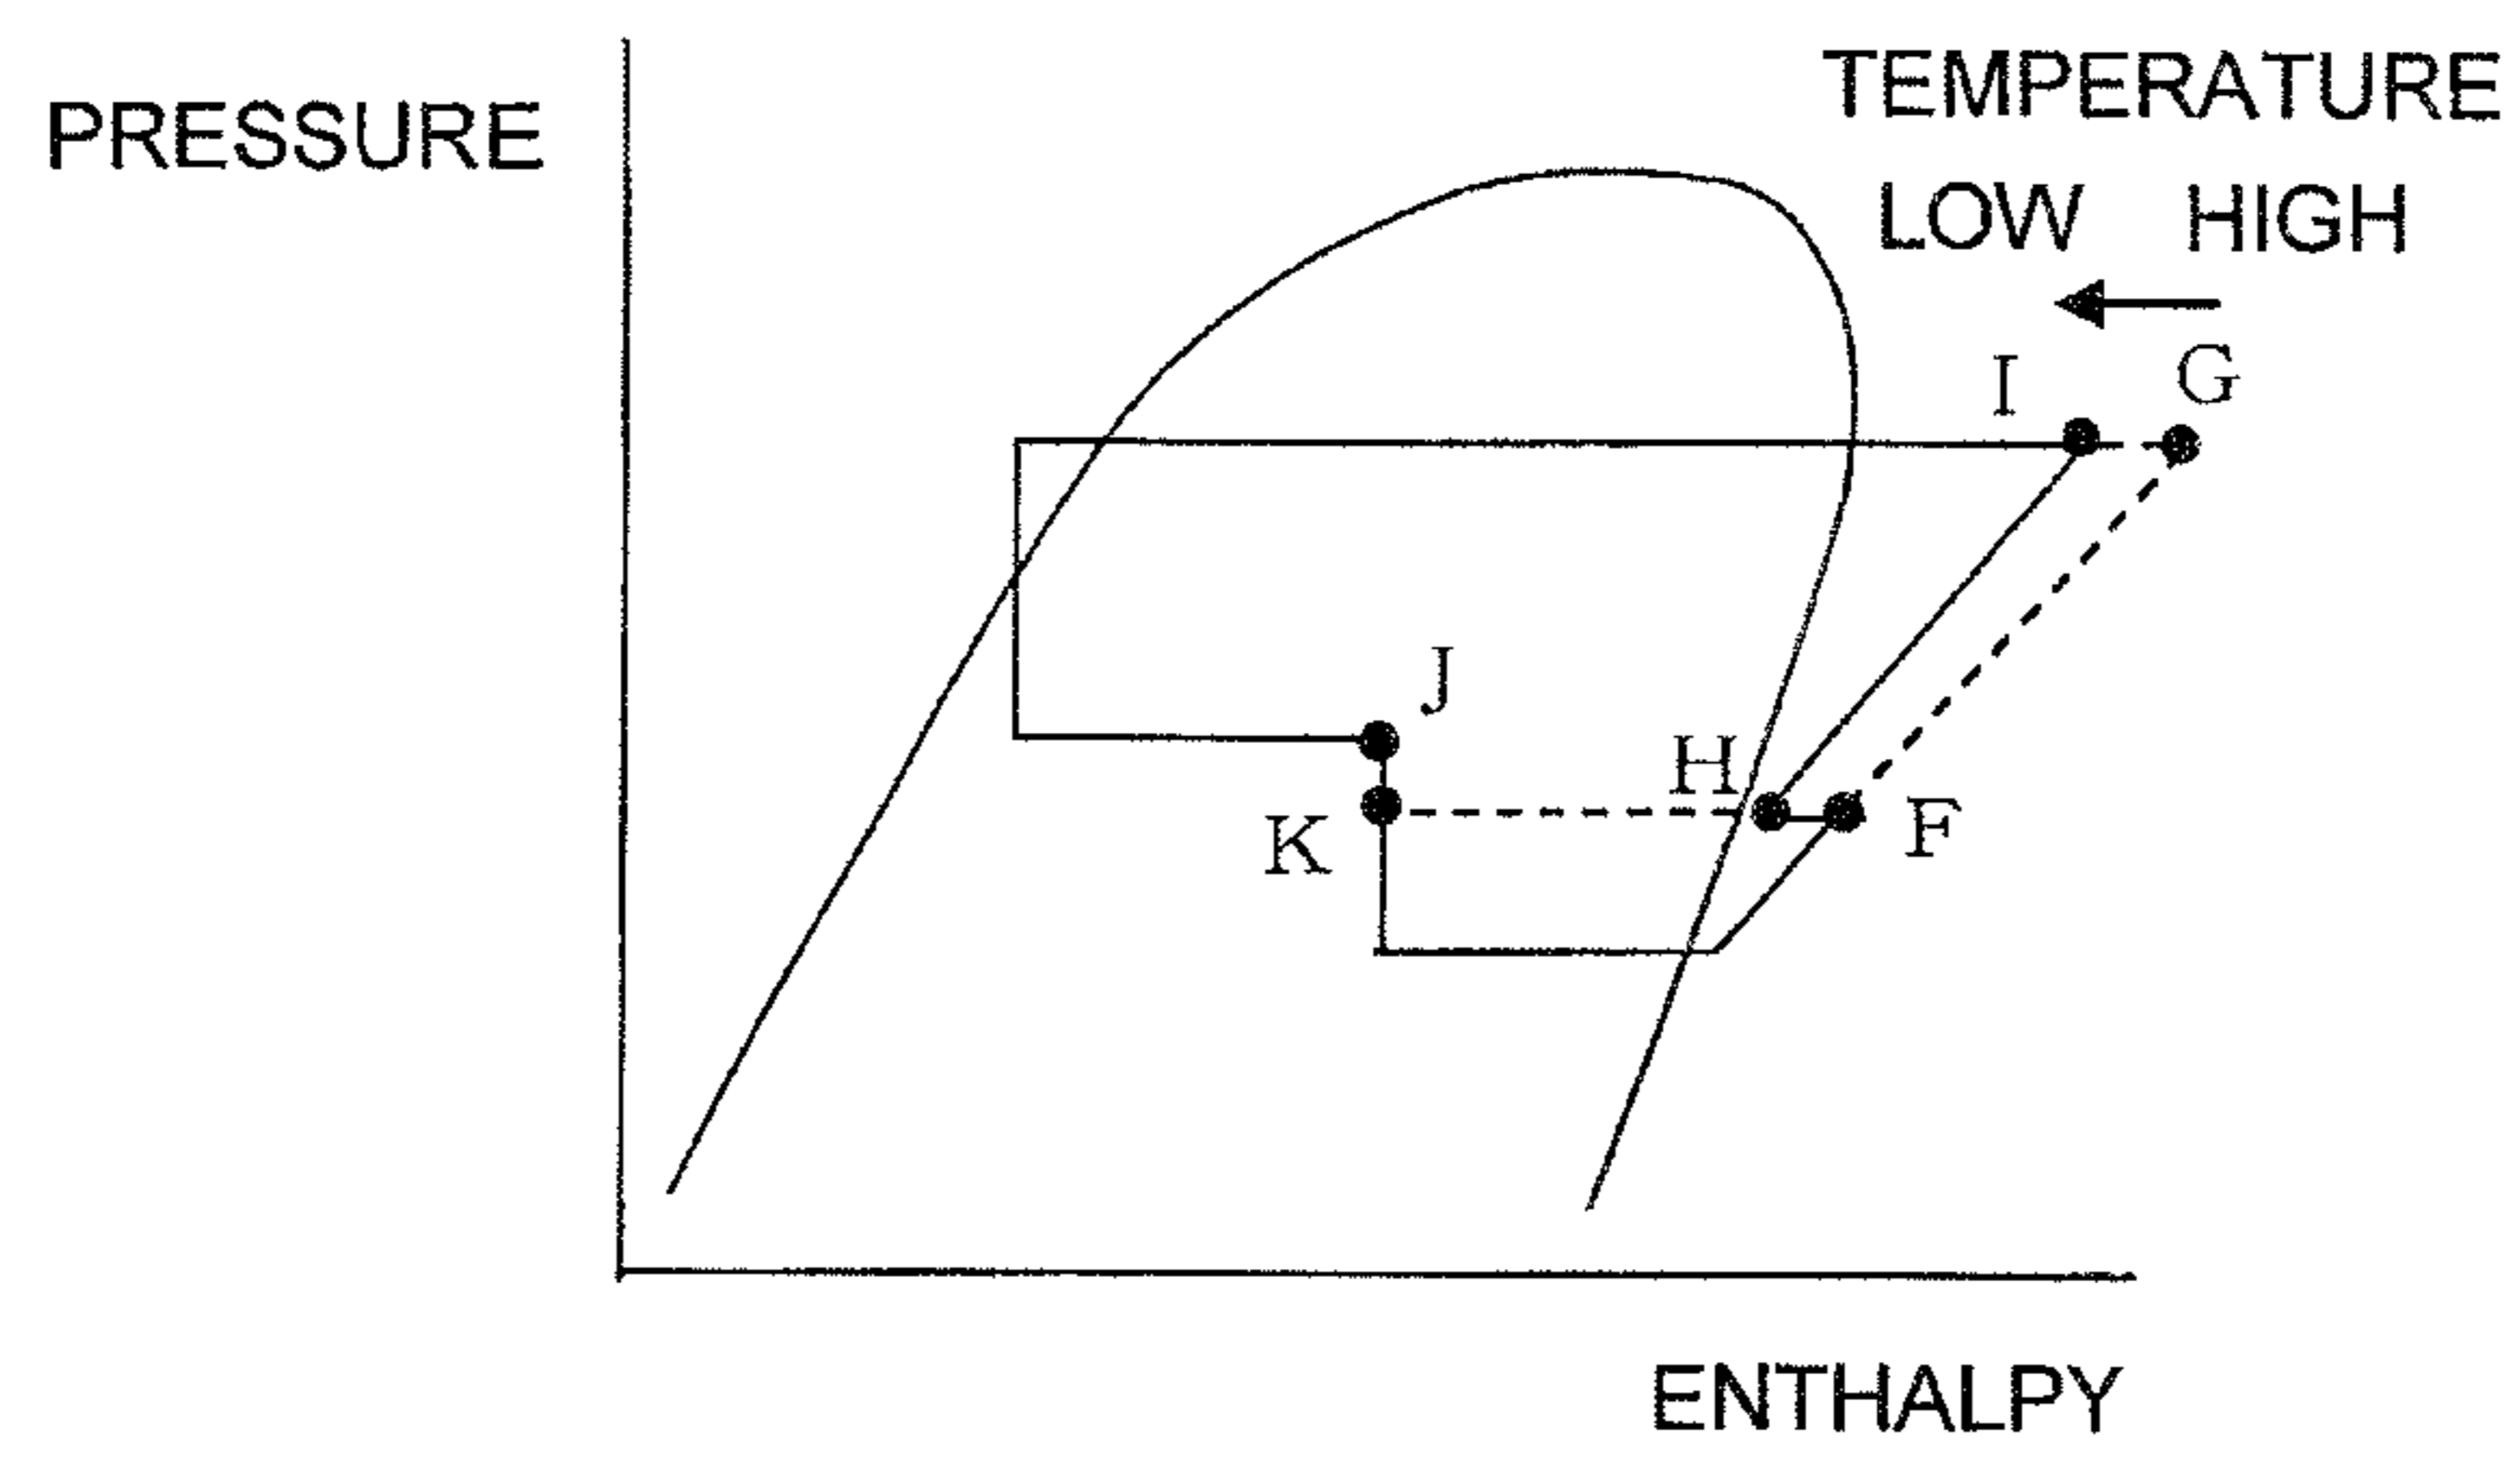 PRESSURE
TEMPERATURE
LOW HIGH
I
G
J
H
K
F
ENTHALPY